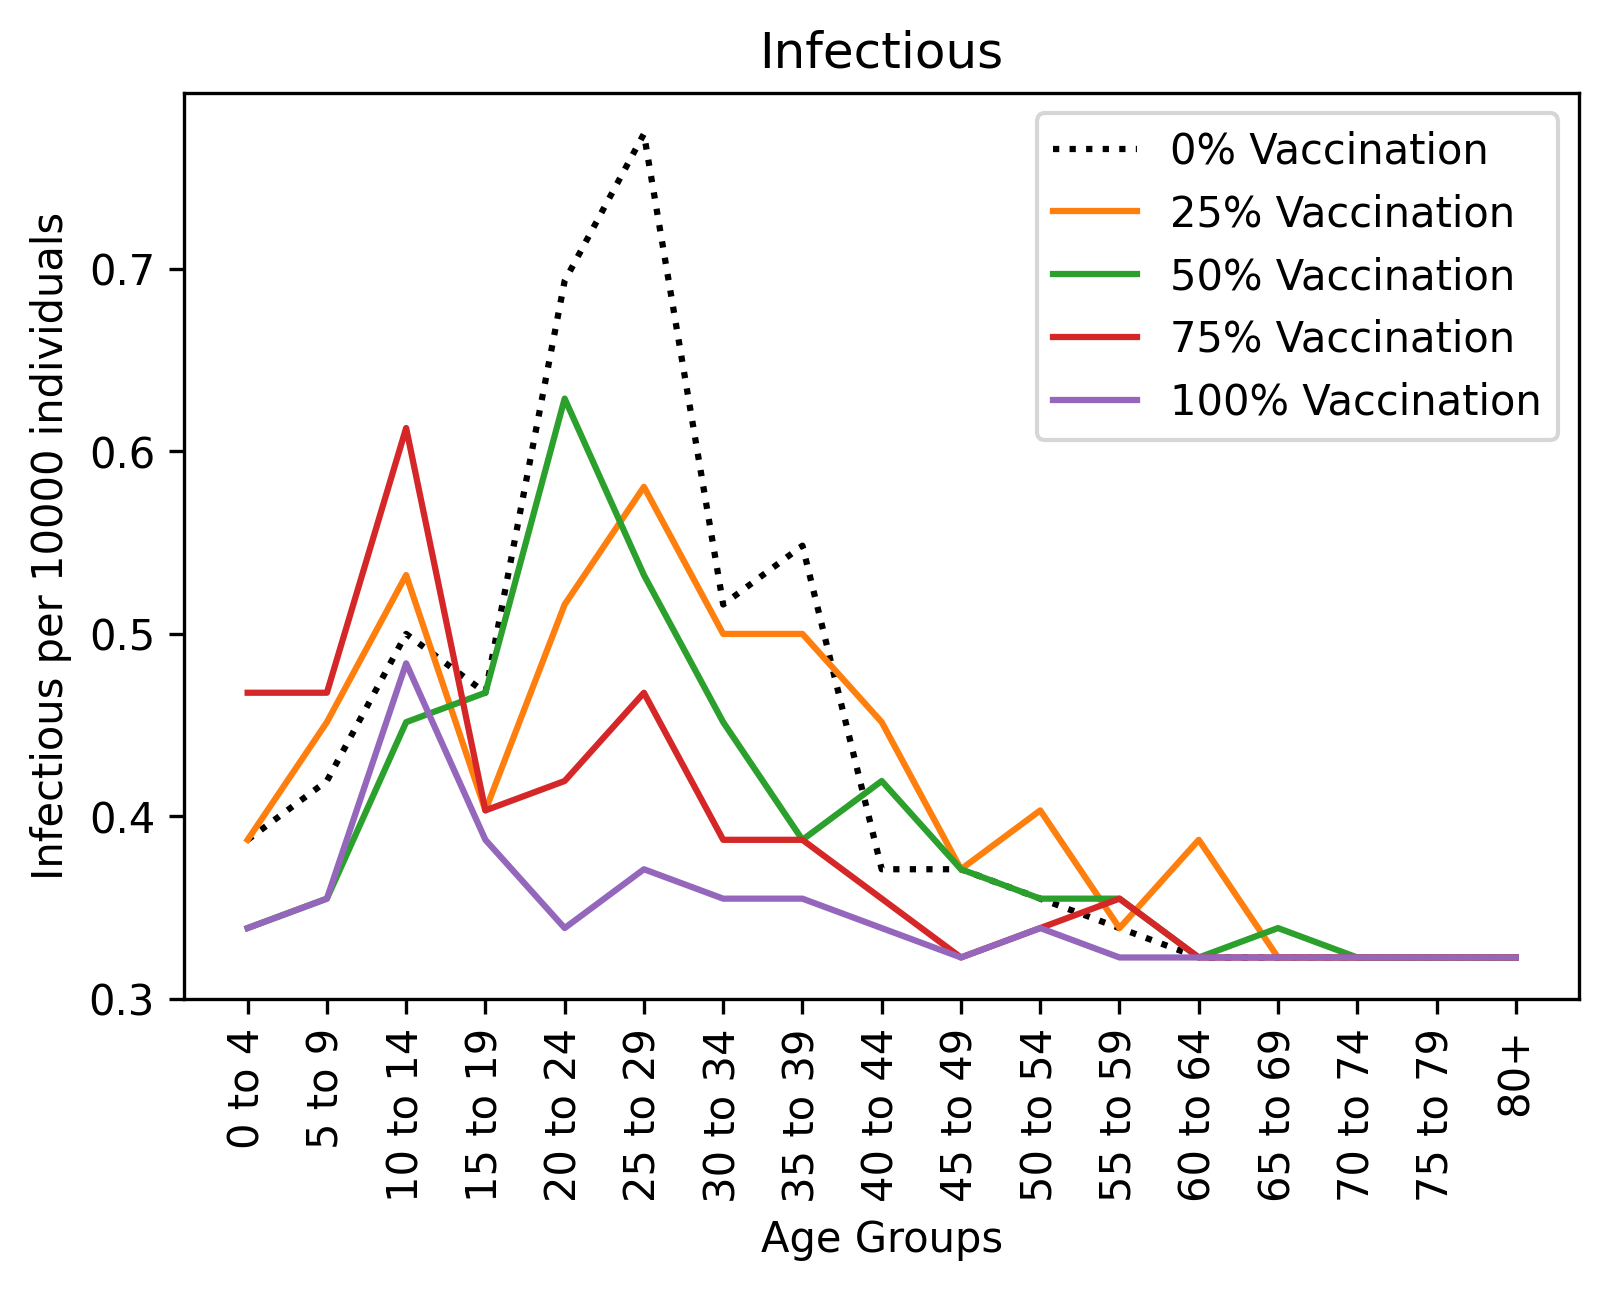 Infectious
Infectious per 10000 individuals
0.7
0.6
0.5
0.4
0.3
0% Vaccination
25% Vaccination
50% Vaccination
75% Vaccination
100% Vaccination
0 to 4
5 to 9
10 to 14
15 to 19
20 to 24
25 to 29
30 to 34
35 to 39
40 to 44
45 to 49
50 to 54
55 to 59
60 to 64
65 to 69
70 to 74
75 to 79
80+
Age Groups